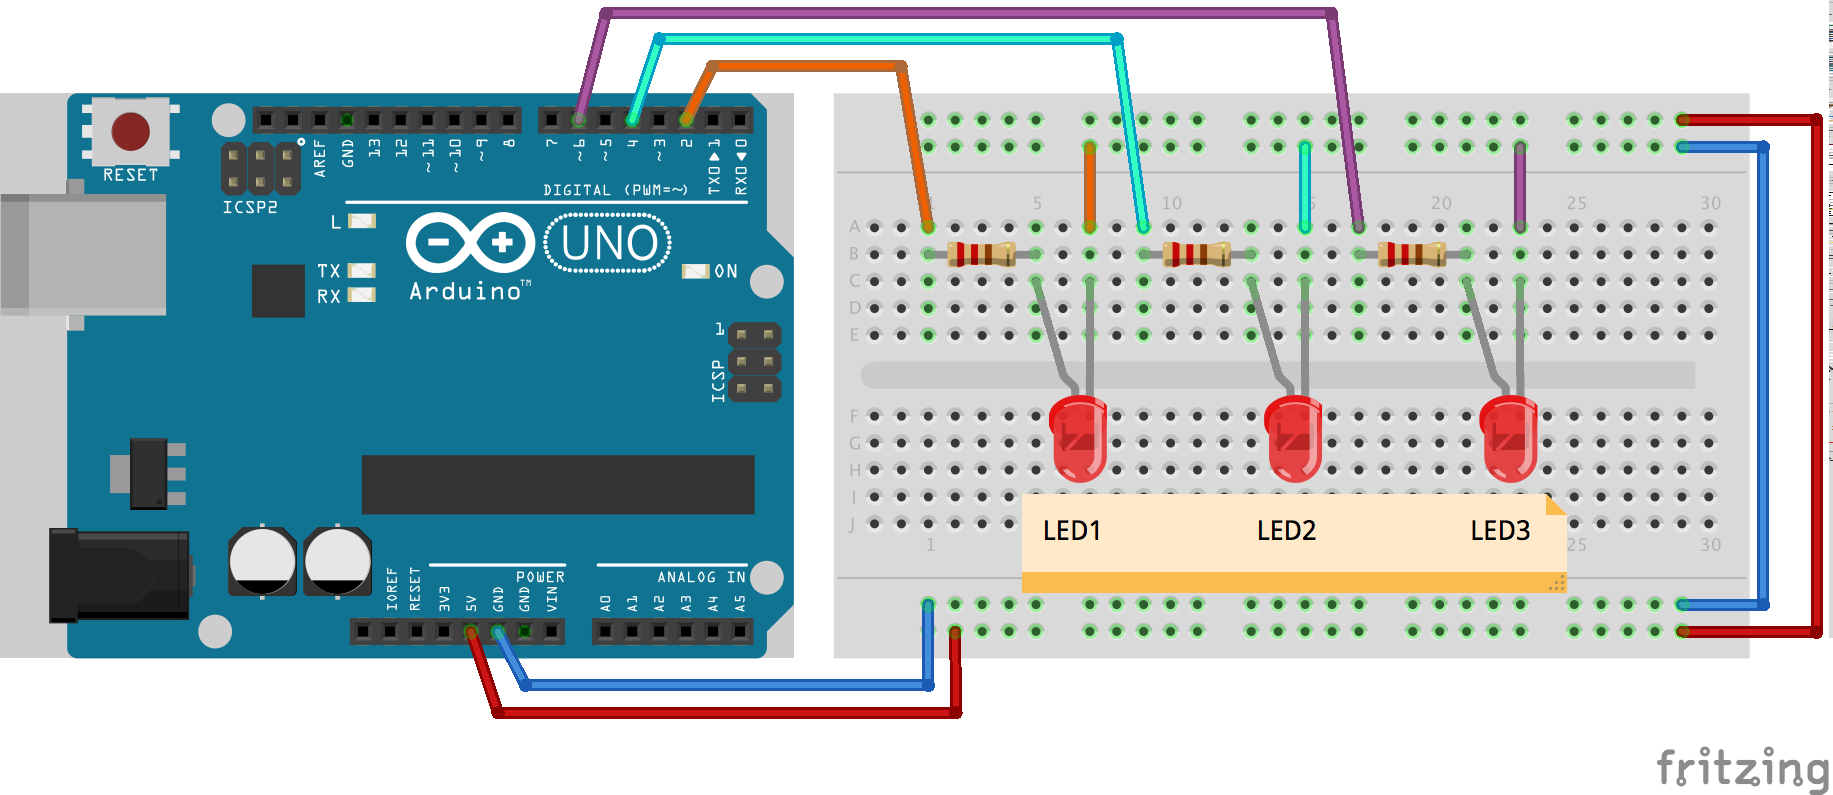 RESET
ICSP2
AREF
GND
13
12
~11
~10
~9
8
7
~6
~5
4
~3
2
TX0▶1
RX0◀0
DIGITAL (PWM=~)
L
TX
RX
UNO
ON
Arduino™
1
ICSP
IOREF
RESET
3V3
5V
GND
GND
VIN
POWER
ANALOG IN
A0
A1
A2
A3
A4
A5
1 5 10 15 20 25 30
A
B
C
D
E
F
G
H
I
J
LED1 LED2 LED3
1 25 30
fritzing